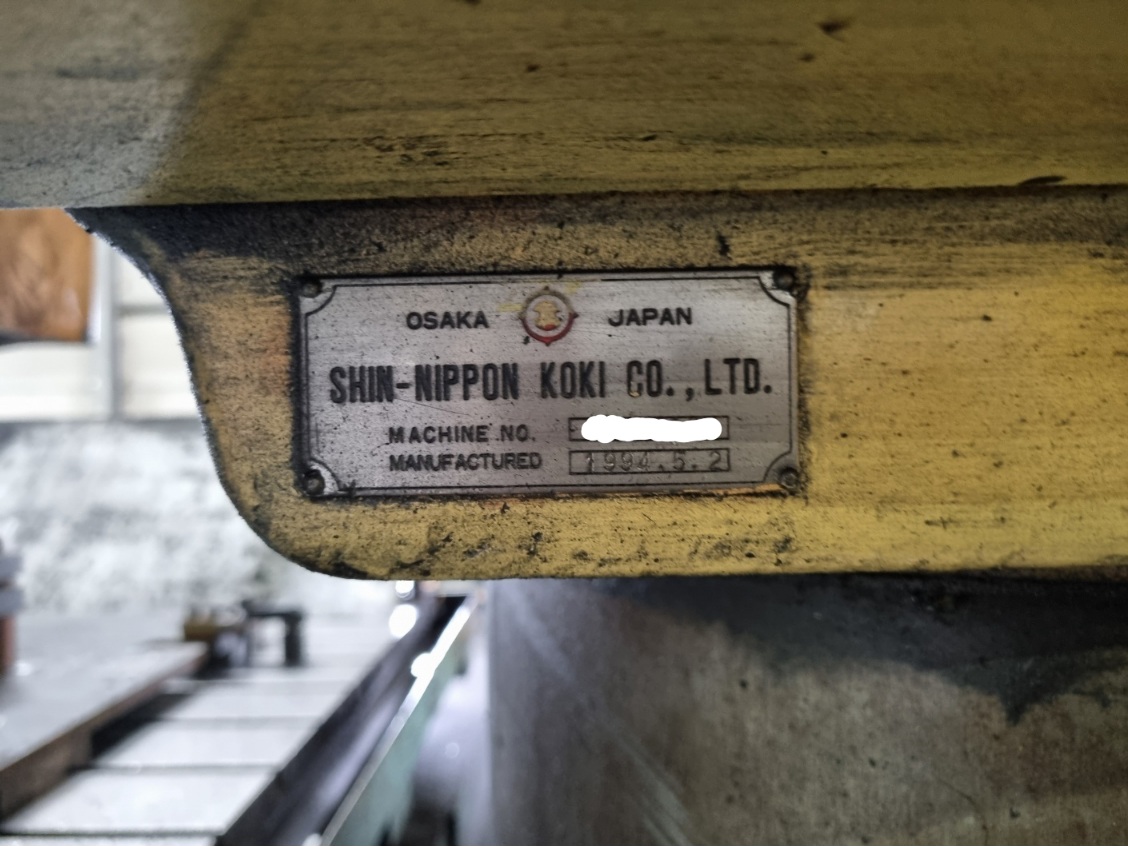 OSAKA JAPAN
SHIN-NIPPON KOKI CO., LTD.
MACHINE NO.
MANUFACTURED 1994.5.2